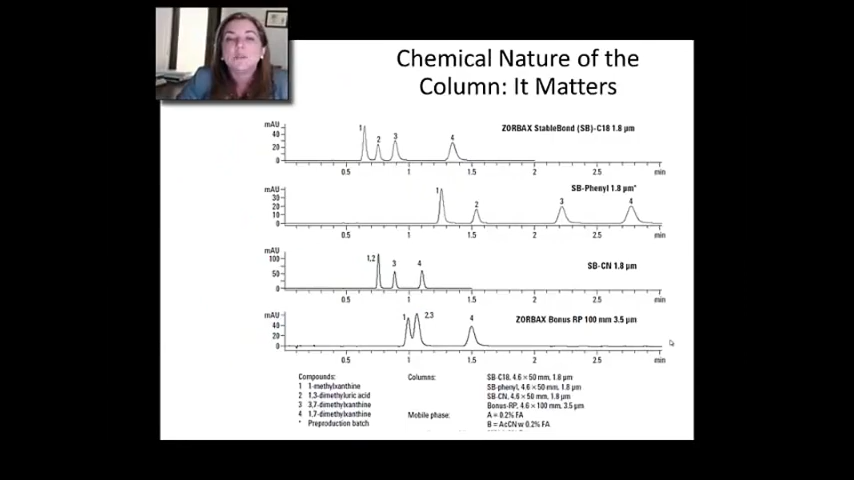 Chemical Nature of the
Column: It Matters
mAU
40
20
0
1
2
3
4
ZORBAX StableBond (SB)-C18 1.8 µm
0.5
1
1.5
2
2.5
min
mAU
30
20
10
0
1
2
3
4
SB-Phenyl 1.8 µm*
0.5
1
1.5
2
2.5
min
mAU
100
50
0
1,2
3
4
SB-CN 1.8 µm
0.5
1
1.5
2
2.5
min
mAU
40
20
0
1
2,3
4
ZORBAX Bonus RP 100 mm 3.5 µm
0.5
1
1.5
2
2.5
min
Compounds:
1 1-methylxanthine
2 1,3-dimethyluric acid
3 3,7-dimethylxanthine
4 1,7-dimethylxanthine
* Preproduction batch
Columns:
SB-C18, 4.6 × 50 mm, 1.8 µm
SB-phenyl, 4.6 × 50 mm, 1.8 µm
SB-CN, 4.6 × 50 mm, 1.8 µm
Bonus-RP, 4.6 × 100 mm, 3.5 µm
Mobile phase:
A = 0.2% FA
B = AcCN w 0.2% FA